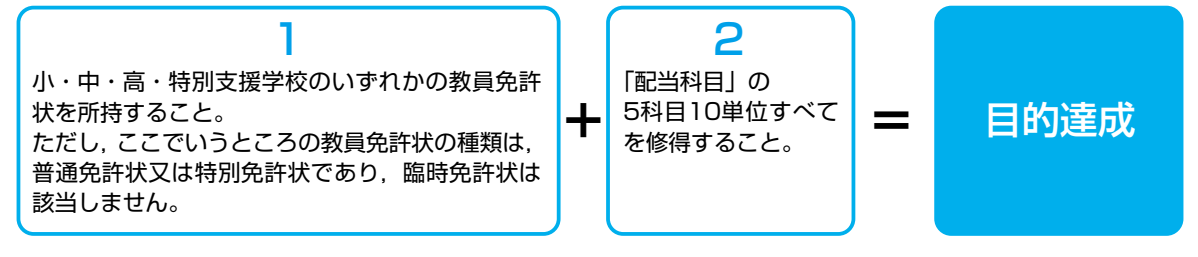 1
小・中・高・特別支援学校のいずれかの教員免許
状を所持すること。
ただし，ここでいうところの教員免許状の種類は，
普通免許状又は特別免許状であり，臨時免許状は
該当しません。
+
2
「配当科目」の
5科目10単位すべて
を修得すること。
=
目的達成